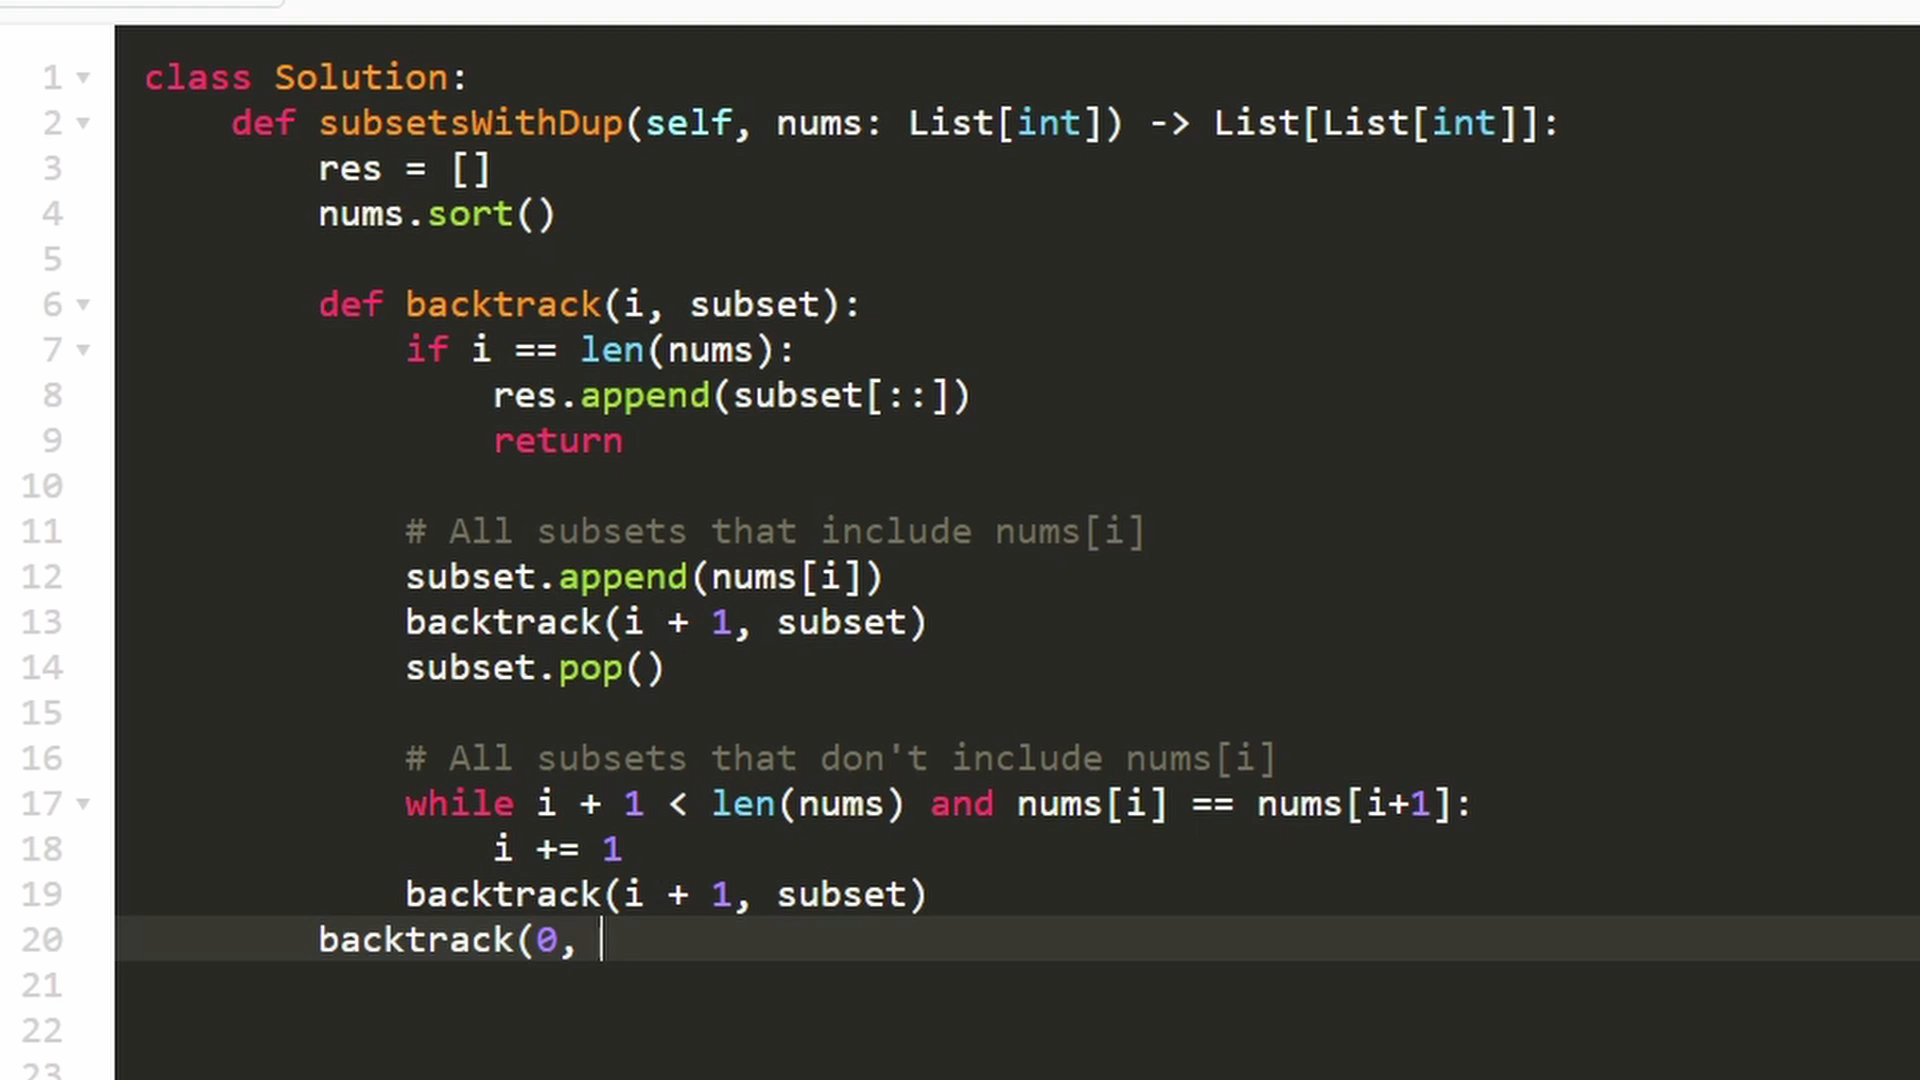 1 class Solution:
2     def subsetsWithDup(self, nums: List[int]) -> List[List[int]]:
3         res = []
4         nums.sort()
5
6         def backtrack(i, subset):
7             if i == len(nums):
8                 res.append(subset[::])
9                 return
10
11             # All subsets that include nums[i]
12             subset.append(nums[i])
13             backtrack(i + 1, subset)
14             subset.pop()
15
16             # All subsets that don't include nums[i]
17             while i + 1 < len(nums) and nums[i] == nums[i+1]:
18                 i += 1
19             backtrack(i + 1, subset)
20         backtrack(0,
21
22
23